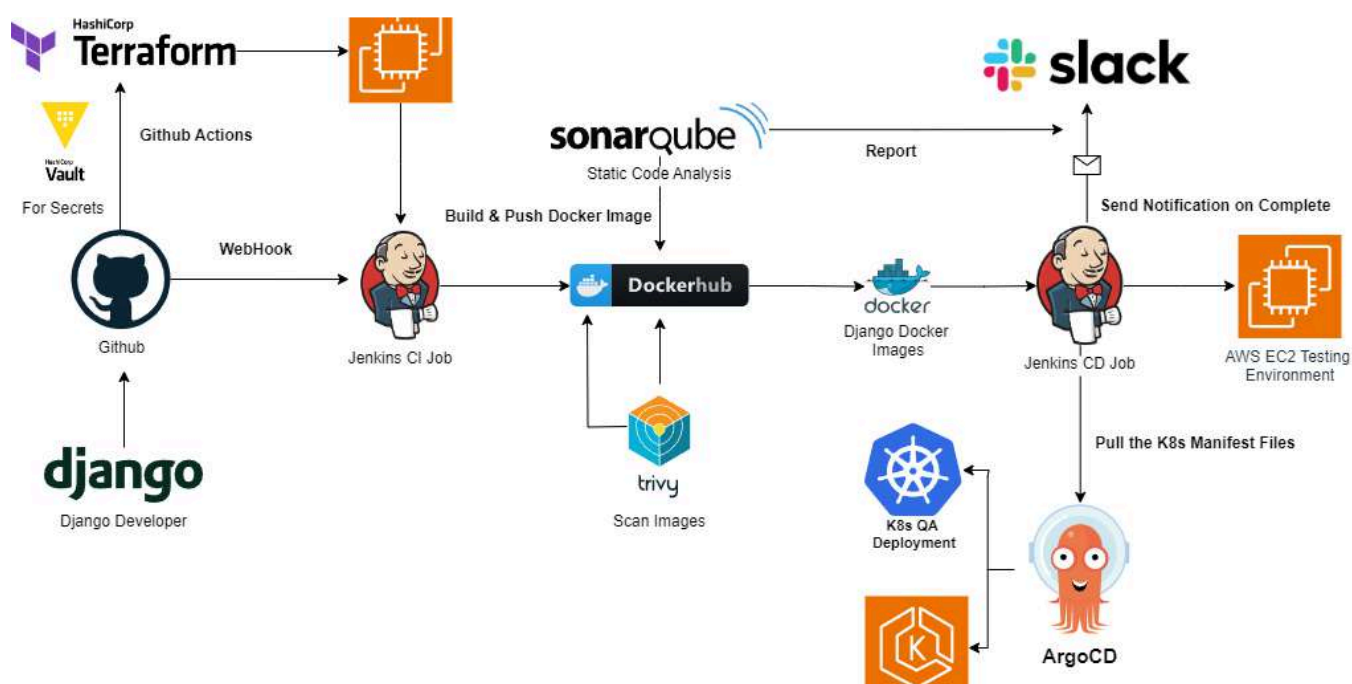 HashiCorp
Terraform
slack
Github Actions
sonarqube
Report
HashiCorp
Vault
Static Code Analysis
For Secrets
Build & Push Docker Image
Send Notification on Complete
WebHook
Dockerhub
docker
Github
Jenkins CI Job
Django Docker
Images
Jenkins CD Job
AWS EC2 Testing
Environment
Pull the K8s Manifest Files
django
trivy
Django Developer
Scan Images
K8s QA
Deployment
K
ArgoCD